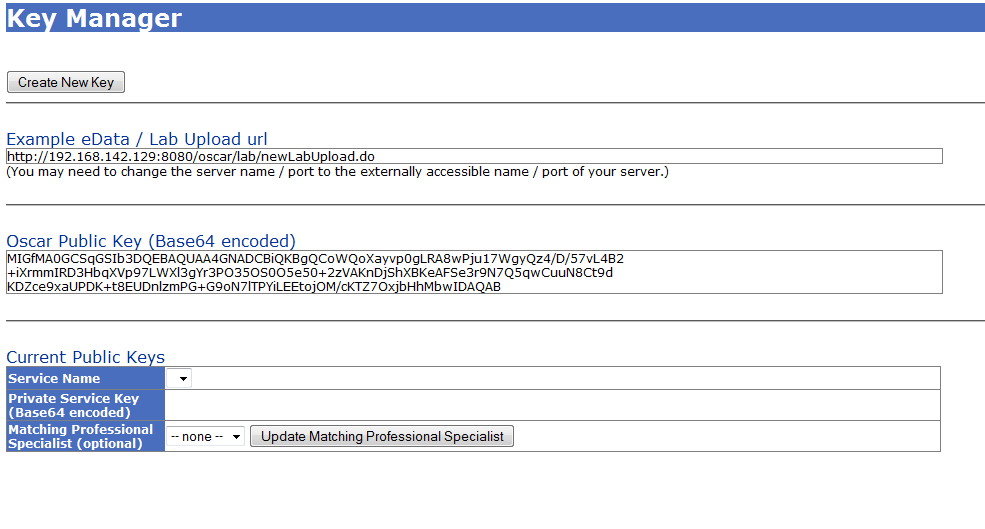 Key Manager
Create New Key
Example eData / Lab Upload url
http://192.168.142.129:8080/oscar/lab/newLabUpload.do
(You may need to change the server name / port to the externally accessible name / port of your server.)
Oscar Public Key (Base64 encoded)
MIGfMA0GCSqGSIb3DQEBAQUAA4GNADCBiQKBgQCoWQoXayvp0gLRA8wPju17WgyQz4/D/57vL4B2
+iXrmmIRD3HbqXVp97LWXl3gYr3PO35OS0O5e50+2zVAKnDjShXBKeAFSe3r9N7Q5qwCuuN8Ct9d
KDZce9xaUPDK+t8EUDnlzmPG+G9oN7lTPYiLEEtojOM/cKTZ7OxjbHhMbwIDAQAB
Current Public Keys
Service Name
Private Service Key
(Base64 encoded)
Matching Professional
Specialist (optional)
-- none --
Update Matching Professional Specialist